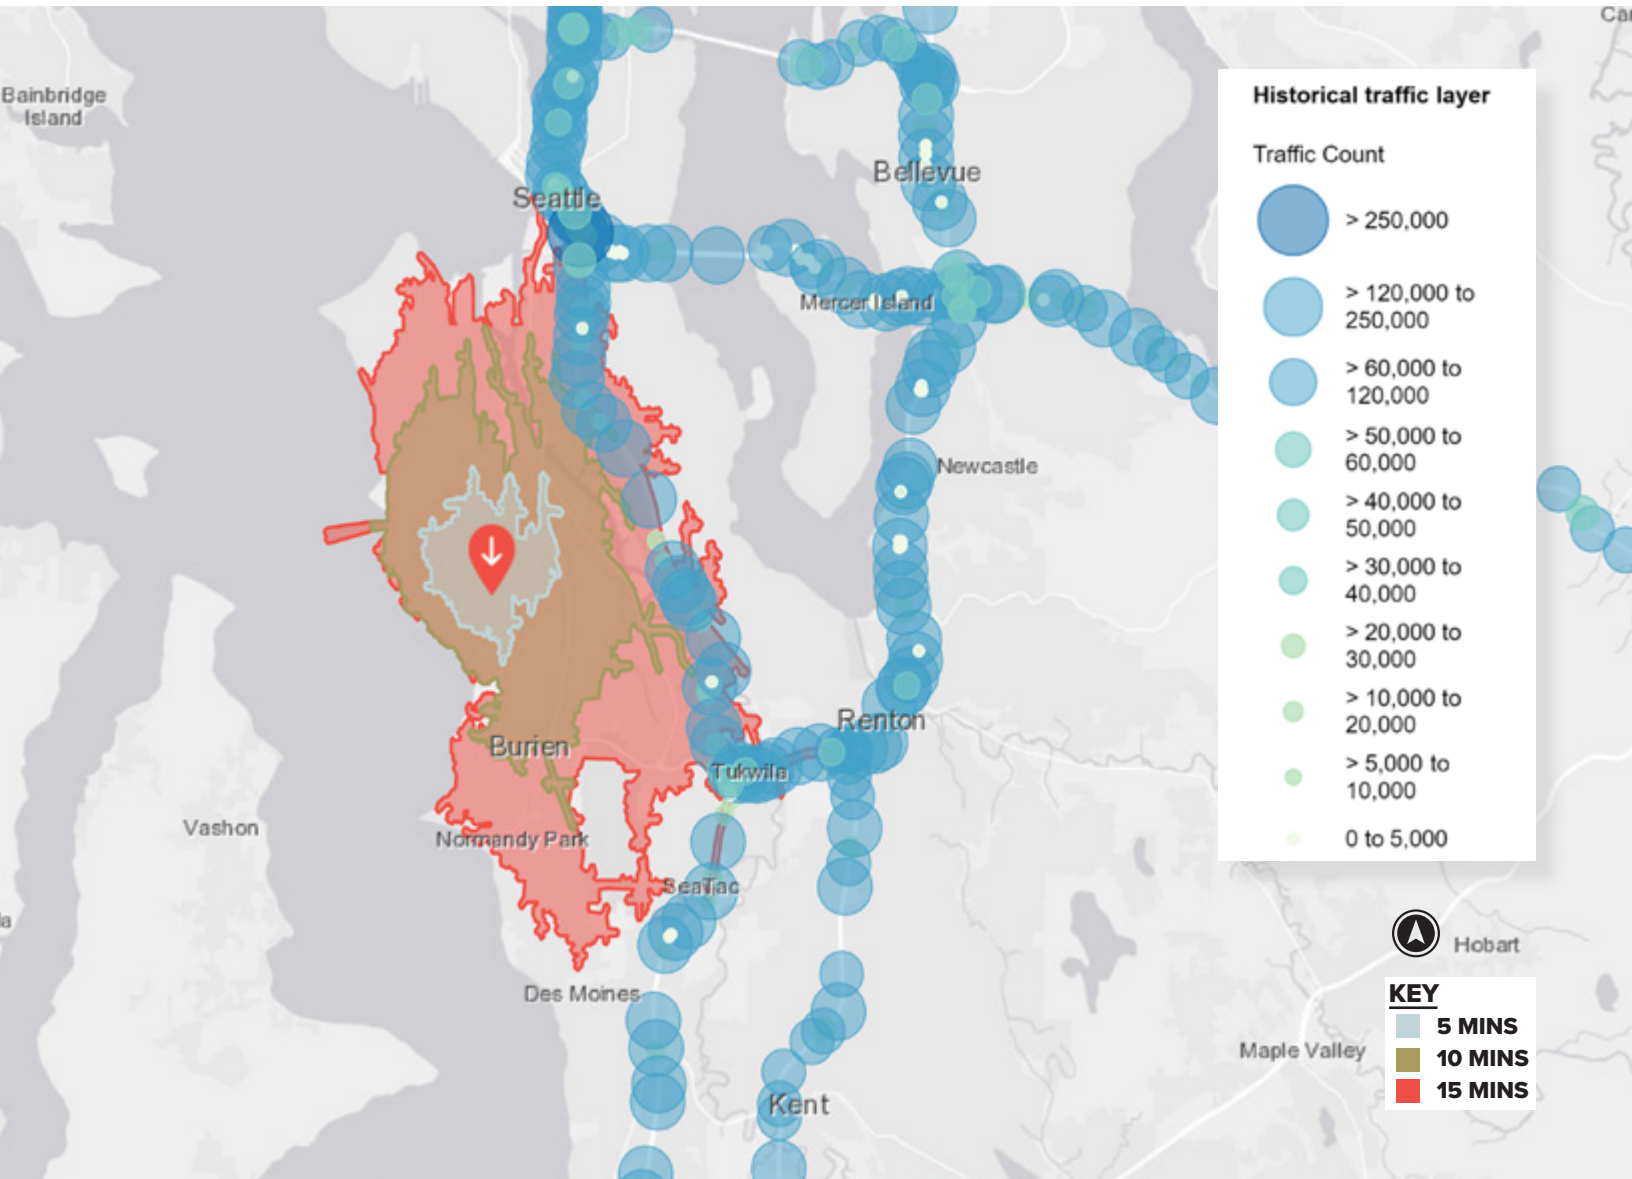 Ca
Bainbridge
Island
Historical traffic layer
Traffic Count
Bellevue
Seattle
> 250,000
> 120,000 to
250,000
Mercer Island
> 60,000 to
120,000
> 50,000 to
60,000
Newcastle
> 40,000 to
50,000
> 30,000 to
40,000
> 20,000 to
30,000
> 10,000 to
20,000
Renton
Burien
Tukwila
> 5,000 to
10,000
Vashon
Normandy Park
0 to 5,000
SeaTac
la
Hobart
Des Moines
KEY
5 MINS
Maple Valley
10 MINS
15 MINS
Kent